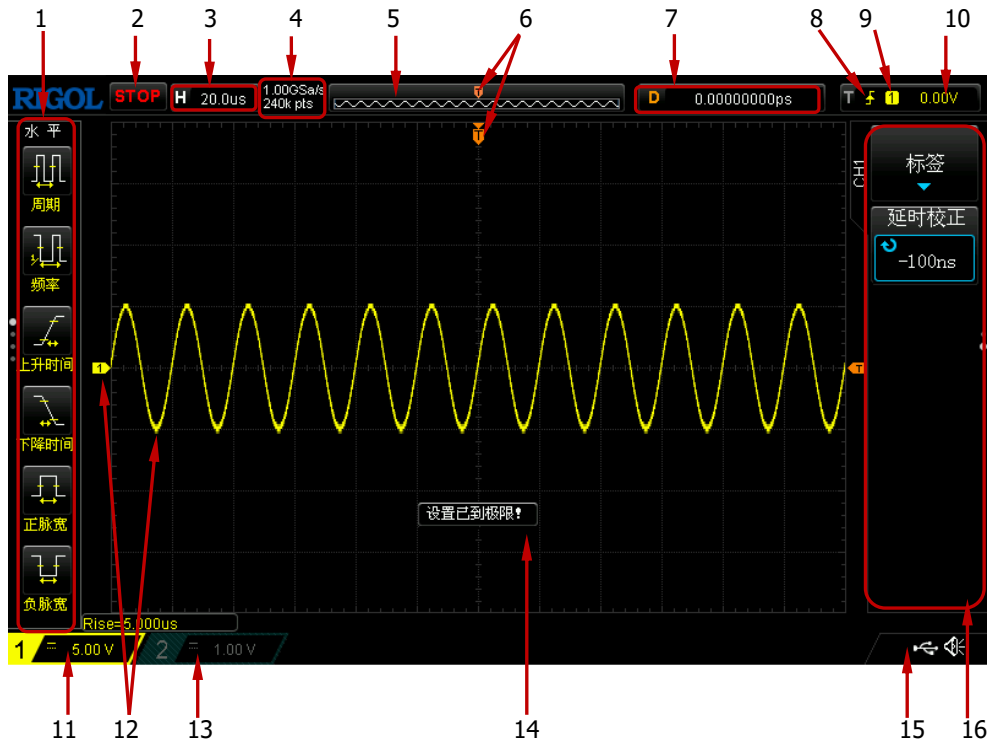 1 2 3 4 5 6 7 8 9 10
RIGOL STOP H 20.0us 1.00GSa/s T D 0.00000000ps T 1 0.00V
240k pts
水 平
T
CH1
标签
周期
延时校正
-100ns
1/
频率
上升时间
1
T
下降时间
设置已到极限!
正脉宽
负脉宽
Rise=5.000us
1 5.00 V 2 1.00 V
11 12 13 14 15 16